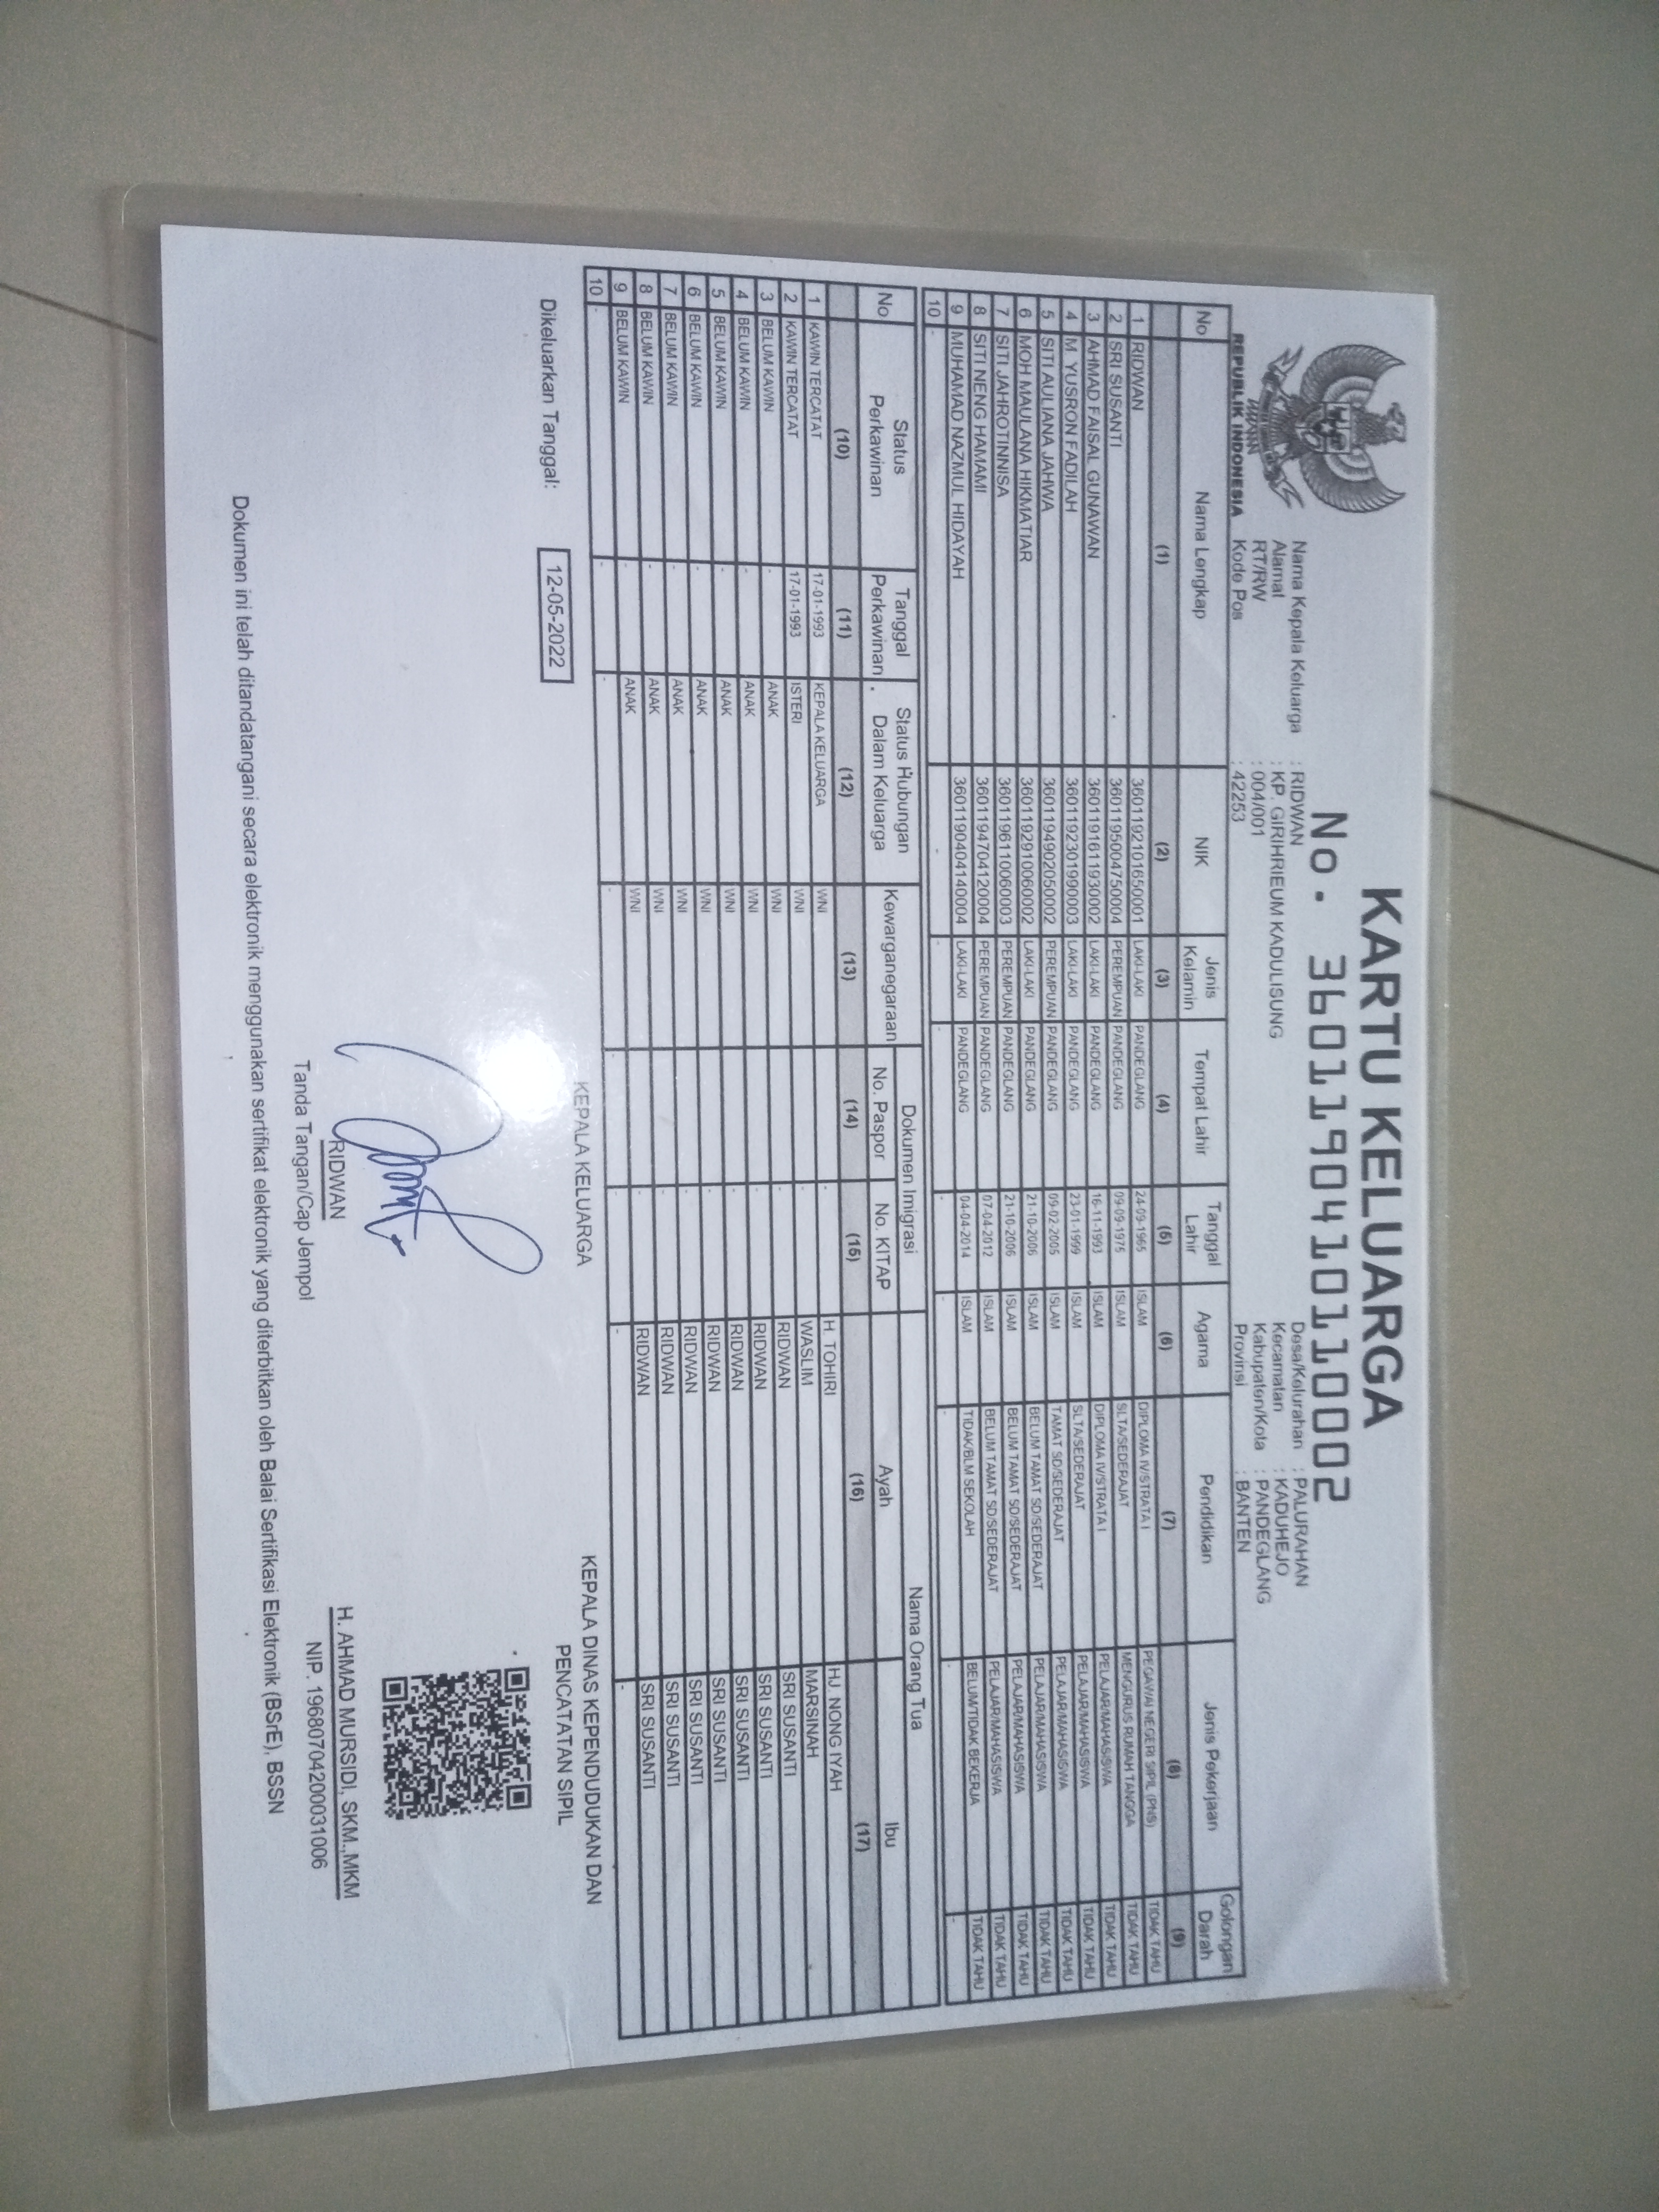 KARTU KELUARGA
No. 3601190410110002
REPUBLIK INDONESIA
Nama Kepala Keluarga : RIDWAN
Alamat : KP. GIRIHRIEUM KADULISUNG
RT/RW : 004/001
Kode Pos : 42253
Desa/Kelurahan : PALURAHAN
Kecamatan : KADUHEJO
Kabupaten/Kota : PANDEGLANG
Provinsi : BANTEN
No Nama Lengkap NIK Jenis Kelamin Tempat Lahir Tanggal Lahir Agama Pendidikan Jenis Pekerjaan Golongan Darah
(1) (2) (3) (4) (5) (6) (7) (8) (9)
1 RIDWAN 3601192101650001 LAKI-LAKI PANDEGLANG 24-09-1965 ISLAM DIPLOMA IV/STRATA I PEGAWAI NEGERI SIPIL (PNS) TIDAK TAHU
2 SRI SUSANTI 3601195004750004 PEREMPUAN PANDEGLANG 09-09-1975 ISLAM SLTA/SEDERAJAT MENGURUS RUMAH TANGGA TIDAK TAHU
3 AHMAD FAISAL GUNAWAN 3601191611930002 LAKI-LAKI PANDEGLANG 16-11-1993 ISLAM DIPLOMA IV/STRATA I PELAJAR/MAHASISWA TIDAK TAHU
4 M. YUSRON FADILAH 3601192301990003 LAKI-LAKI PANDEGLANG 23-01-1999 ISLAM SLTA/SEDERAJAT PELAJAR/MAHASISWA TIDAK TAHU
5 SITI AULIANA JAHWA 3601194902050002 PEREMPUAN PANDEGLANG 09-02-2005 ISLAM TAMAT SD/SEDERAJAT PELAJAR/MAHASISWA TIDAK TAHU
6 MOH MAULANA HIKMATIAR 3601192910060002 LAKI-LAKI PANDEGLANG 21-10-2006 ISLAM BELUM TAMAT SD/SEDERAJAT PELAJAR/MAHASISWA TIDAK TAHU
7 SITI JAHROTINNISA 3601196110060003 PEREMPUAN PANDEGLANG 21-10-2006 ISLAM BELUM TAMAT SD/SEDERAJAT PELAJAR/MAHASISWA TIDAK TAHU
8 SITI NENG HAMAMI 3601194704120004 PEREMPUAN PANDEGLANG 07-04-2012 ISLAM BELUM TAMAT SD/SEDERAJAT PELAJAR/MAHASISWA TIDAK TAHU
9 MUHAMAD NAZMUL HIDAYAH 3601190404140004 LAKI-LAKI PANDEGLANG 04-04-2014 ISLAM TIDAK/BLM SEKOLAH BELUM/TIDAK BEKERJA TIDAK TAHU
10 - - - - - - - - -
No Status Perkawinan Tanggal Perkawinan Status Hubungan Dalam Keluarga Kewarganegaraan Dokumen Imigrasi Nama Orang Tua
No. Paspor No. KITAP Ayah Ibu
(10) (11) (12) (13) (14) (15) (16) (17)
1 KAWIN TERCATAT 17-01-1993 KEPALA KELUARGA WNI - - H. TOHIRI HJ. NONG IYAH
2 KAWIN TERCATAT 17-01-1993 ISTERI WNI - - WASLIM MARSINAH
3 BELUM KAWIN - ANAK WNI - - RIDWAN SRI SUSANTI
4 BELUM KAWIN - ANAK WNI - - RIDWAN SRI SUSANTI
5 BELUM KAWIN - ANAK WNI - - RIDWAN SRI SUSANTI
6 BELUM KAWIN - ANAK WNI - - RIDWAN SRI SUSANTI
7 BELUM KAWIN - ANAK WNI - - RIDWAN SRI SUSANTI
8 BELUM KAWIN - ANAK WNI - - RIDWAN SRI SUSANTI
9 BELUM KAWIN - ANAK WNI - - RIDWAN SRI SUSANTI
10 - - - - - - - -
Dikeluarkan Tanggal: 12-05-2022
KEPALA KELUARGA
RIDWAN
Tanda Tangan/Cap Jempol
KEPALA DINAS KEPENDUDUKAN DAN
PENCATATAN SIPIL
H. AHMAD MURSIDI, SKM.,MKM
NIP. 196807042000031006
Dokumen ini telah ditandatangani secara elektronik menggunakan sertifikat elektronik yang diterbitkan oleh Balai Sertifikasi Elektronik (BSrE), BSSN